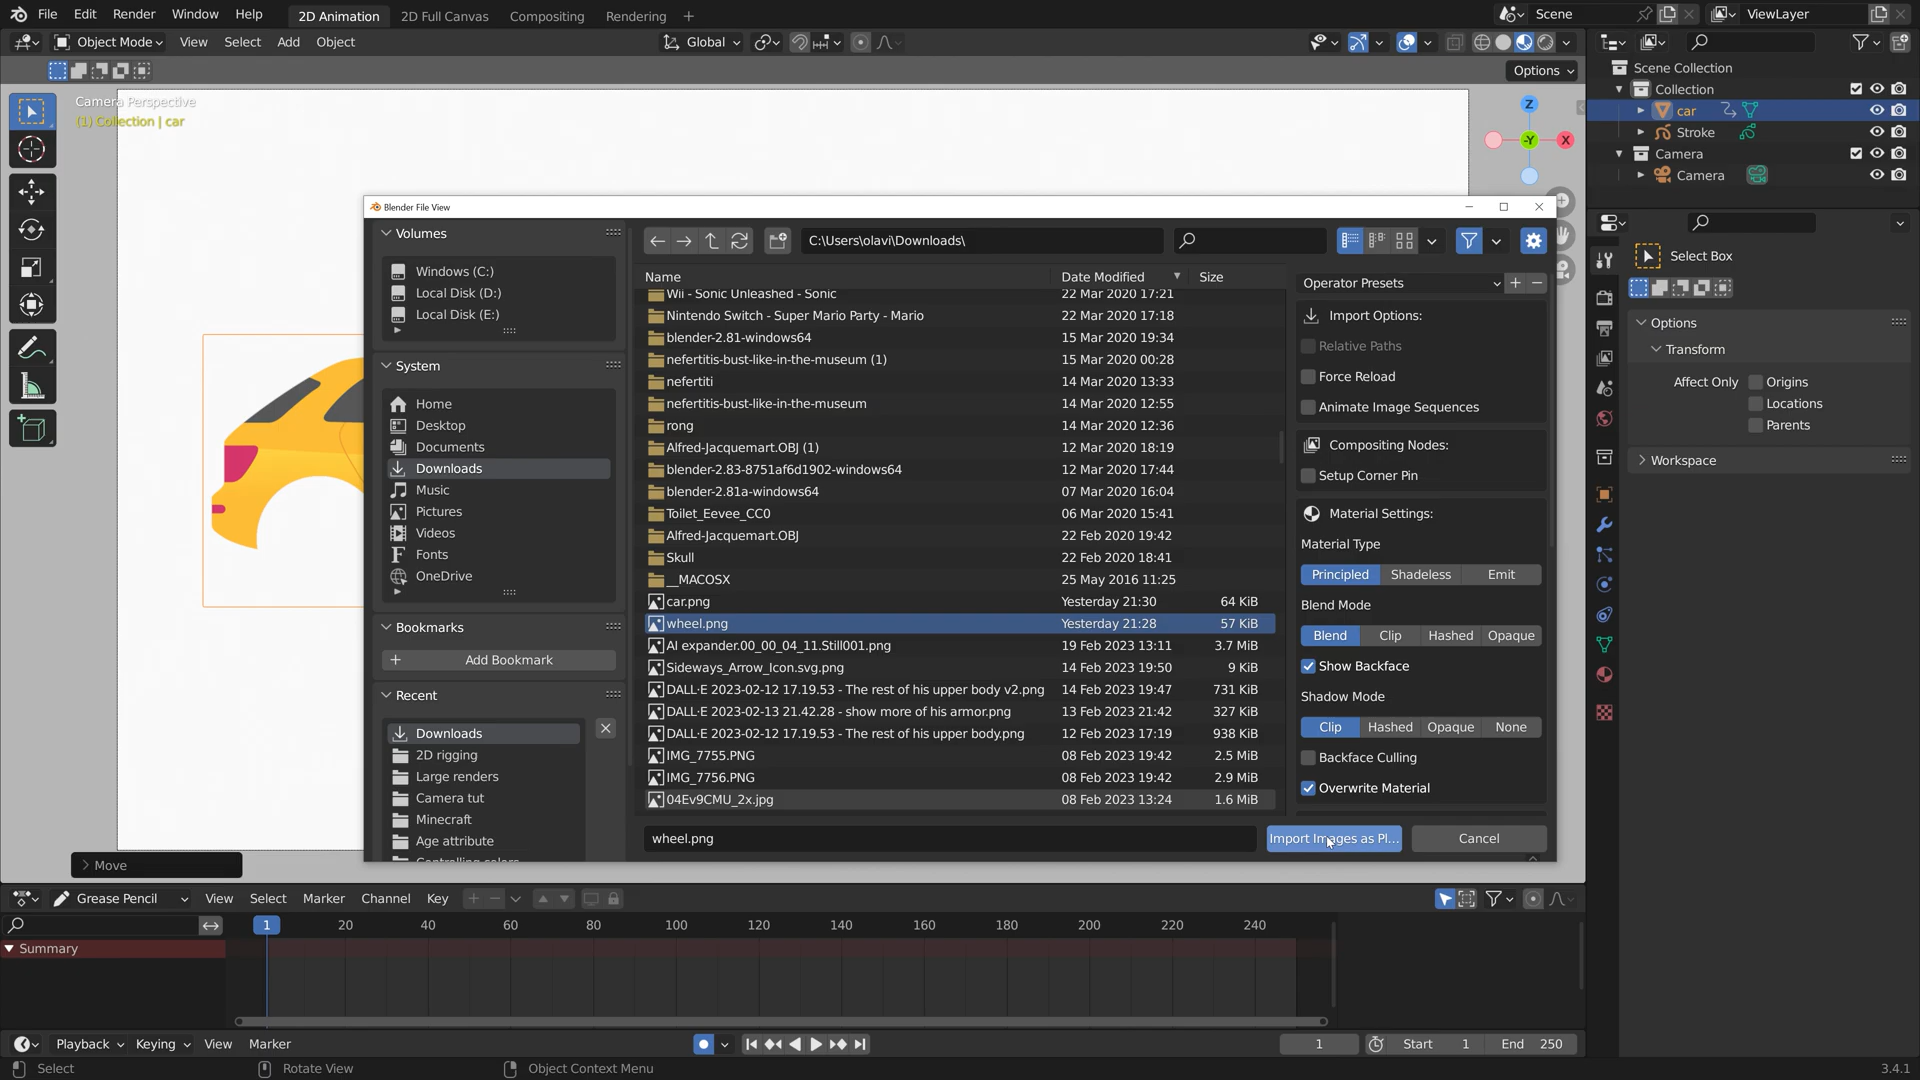 File Edit Render Window Help 2D Animation 2D Full Canvas Compositing Rendering + Scene ViewLayer
Object Mode View Select Add Object Global
Options
Camera Perspective
(1) Collection | car
Z
-Y
X
Scene Collection
Collection
car
Stroke
Camera
Camera
Select Box
Options
Transform
Affect Only Origins
Locations
Parents
Workspace
Blender File View
Volumes
Windows (C:)
Local Disk (D:)
Local Disk (E:)
System
Home
Desktop
Documents
Downloads
Music
Pictures
Videos
Fonts
OneDrive
Bookmarks
Add Bookmark
Recent
Downloads
2D rigging
Large renders
Camera tut
Minecraft
Age attribute
Controlling colors
C:\Users\olavi\Downloads\
Name Date Modified Size
Wii - Sonic Unleashed - Sonic 22 Mar 2020 17:21
Nintendo Switch - Super Mario Party - Mario 22 Mar 2020 17:18
blender-2.81-windows64 15 Mar 2020 19:34
nefertitis-bust-like-in-the-museum (1) 15 Mar 2020 00:28
nefertiti 14 Mar 2020 13:33
nefertitis-bust-like-in-the-museum 14 Mar 2020 12:55
rong 14 Mar 2020 12:36
Alfred-Jacquemart.OBJ (1) 12 Mar 2020 18:19
blender-2.83-8751af6d1902-windows64 12 Mar 2020 17:44
blender-2.81a-windows64 07 Mar 2020 16:04
Toilet_Eevee_CC0 06 Mar 2020 15:41
Alfred-Jacquemart.OBJ 22 Feb 2020 19:42
Skull 22 Feb 2020 18:41
__MACOSX 25 May 2016 11:25
car.png Yesterday 21:30 64 KiB
wheel.png Yesterday 21:28 57 KiB
AI expander.00_00_04_11.Still001.png 19 Feb 2023 13:11 3.7 MiB
Sideways_Arrow_Icon.svg.png 14 Feb 2023 19:50 9 KiB
DALL·E 2023-02-12 17.19.53 - The rest of his upper body v2.png 14 Feb 2023 19:47 731 KiB
DALL·E 2023-02-13 21.42.28 - show more of his armor.png 13 Feb 2023 21:42 327 KiB
DALL·E 2023-02-12 17.19.53 - The rest of his upper body.png 12 Feb 2023 17:19 938 KiB
IMG_7755.PNG 08 Feb 2023 19:42 2.5 MiB
IMG_7756.PNG 08 Feb 2023 19:42 2.9 MiB
04Ev9CMU_2x.jpg 08 Feb 2023 13:24 1.6 MiB
wheel.png Import Images as Pl... Cancel
Operator Presets
Import Options:
Relative Paths
Force Reload
Animate Image Sequences
Compositing Nodes:
Setup Corner Pin
Material Settings:
Material Type
Principled Shadeless Emit
Blend Mode
Blend Clip Hashed Opaque
Show Backface
Shadow Mode
Clip Hashed Opaque None
Backface Culling
Overwrite Material
Move
Grease Pencil View Select Marker Channel Key
1 20 40 60 80 100 120 140 160 180 200 220 240
Summary
Playback Keying View Marker 1 Start 1 End 250
Select Rotate View Object Context Menu 3.4.1